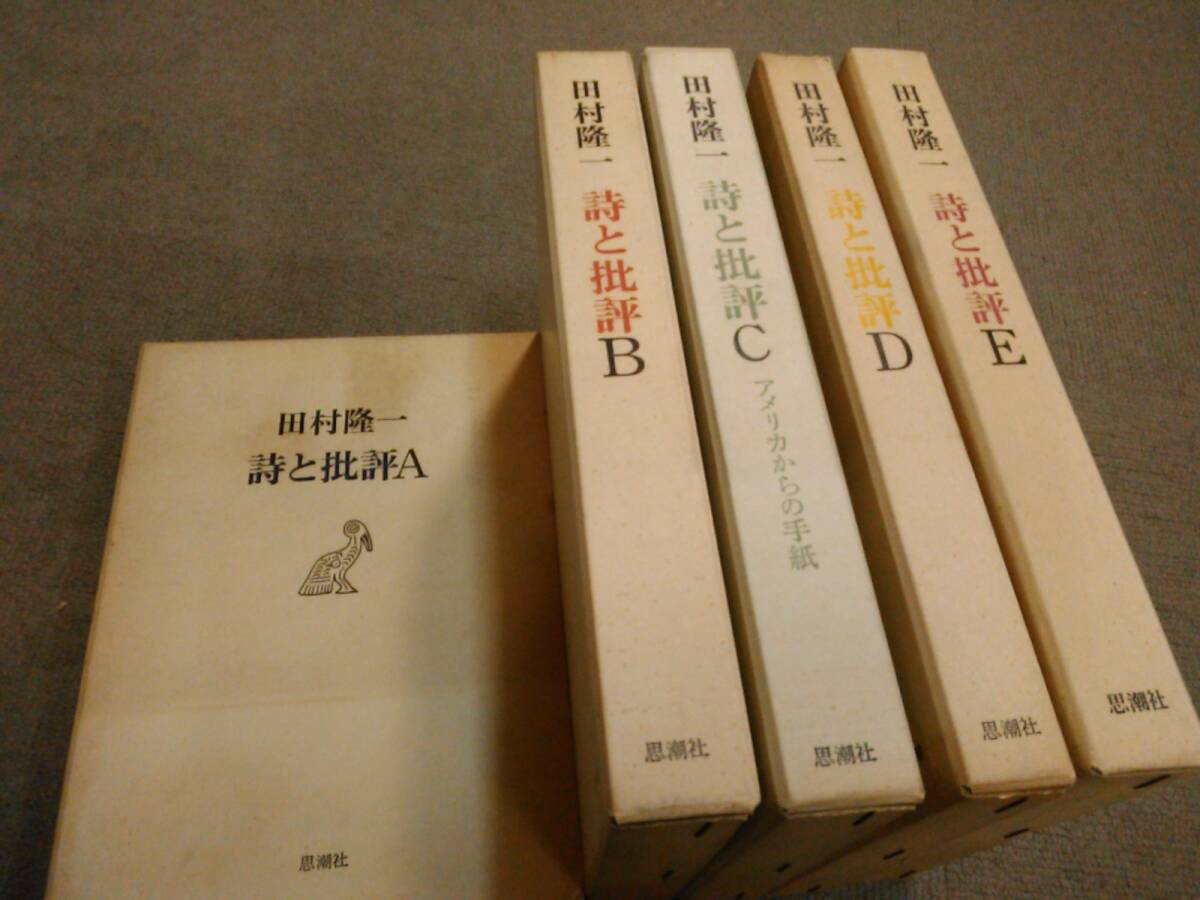 田村隆一
詩と批評A
思潮社
田村隆一 詩と批評B
思潮社
田村隆一 詩と批評C アメリカからの手紙
思潮社
田村隆一 詩と批評D
思潮社
田村隆一 詩と批評E
思潮社